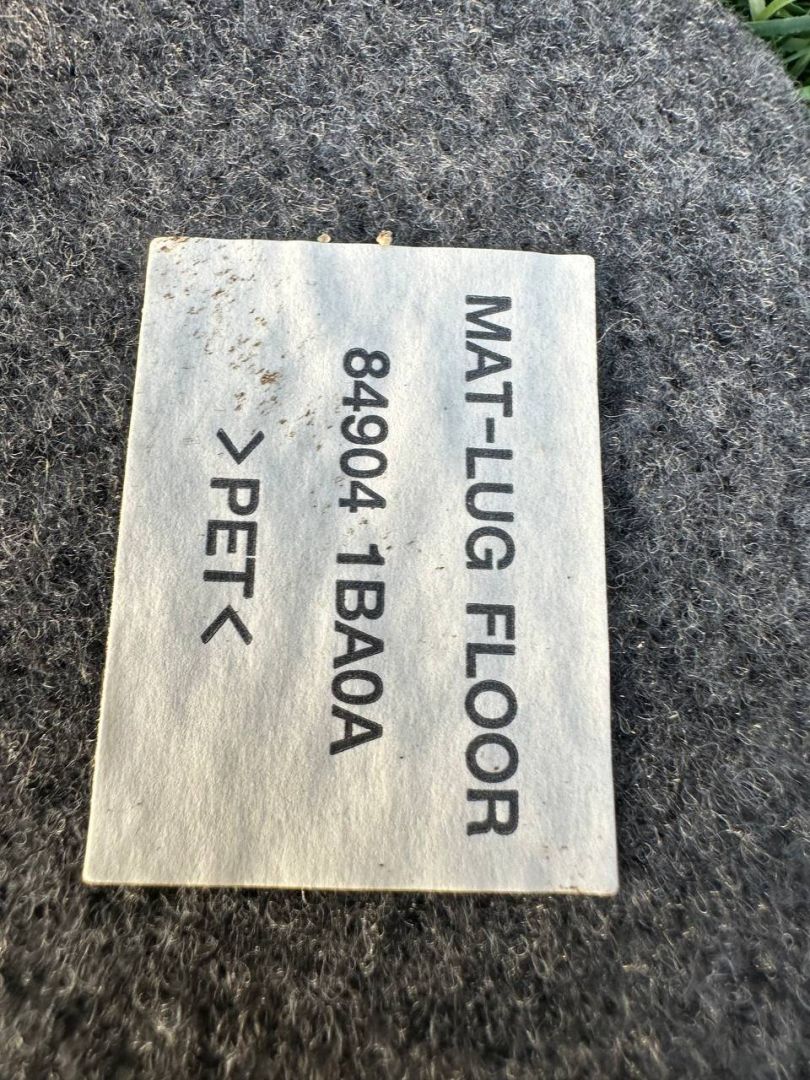 MAT-LUG FLOOR
84904 1BA0A
>PET<